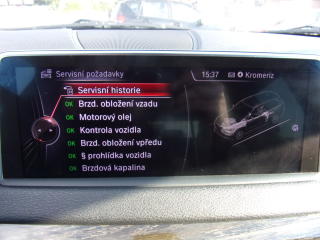 Servisní požadavky
15:37
Kromeriz
Servisní historie
OK Brzd. obložení vzadu
OK Motorový olej
OK Kontrola vozidla
OK Brzd. obložení vpředu
OK § prohlídka vozidla
OK Brzdová kapalina